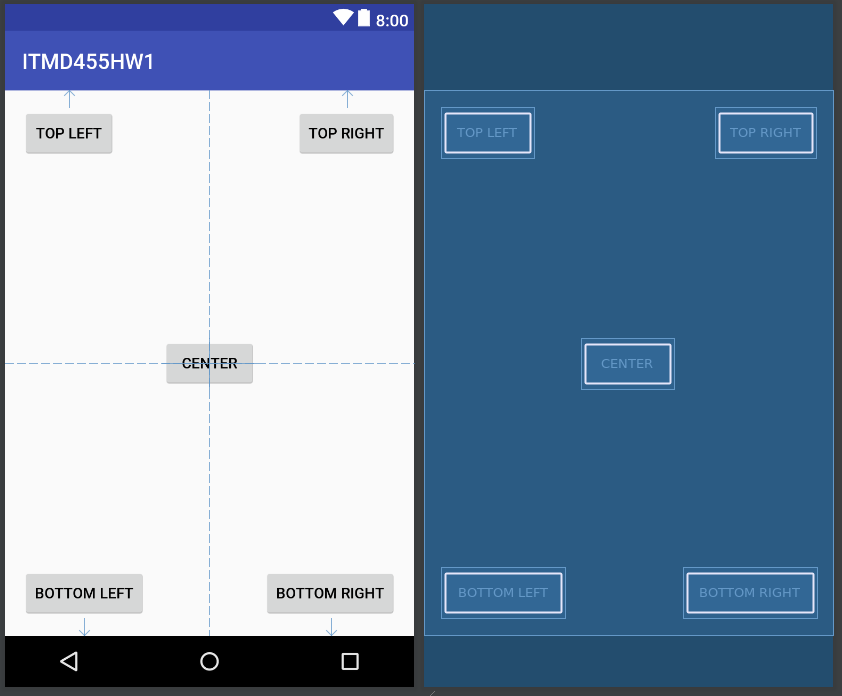 8:00
ITMD455HW1
TOP LEFT
TOP RIGHT
CENTER
BOTTOM LEFT
BOTTOM RIGHT
TOP LEFT
TOP RIGHT
CENTER
BOTTOM LEFT
BOTTOM RIGHT